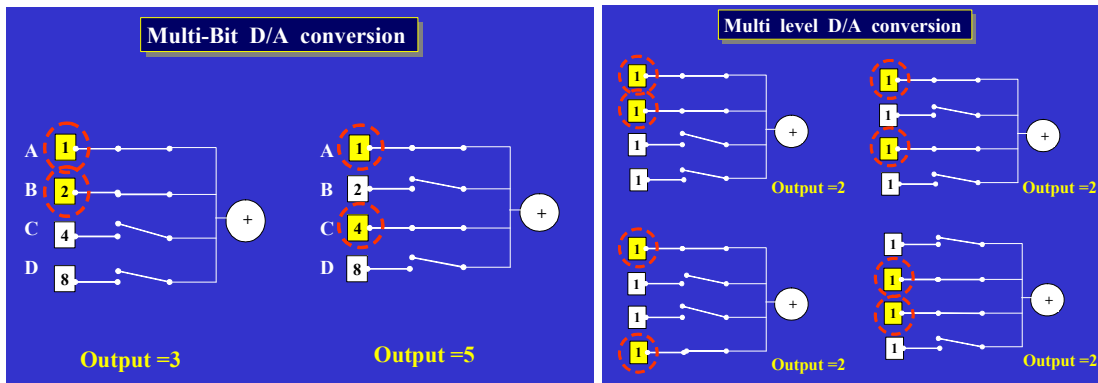 Multi-Bit D/A conversion
A 1
B 2
C 4
D 8
+
Output =3
A 1
B 2
C 4
D 8
+
Output =5
Multi level D/A conversion
1
1
1
1
+
Output =2
1
1
1
1
+
Output =2
1
1
1
1
+
Output =2
1
1
1
1
+
Output =2